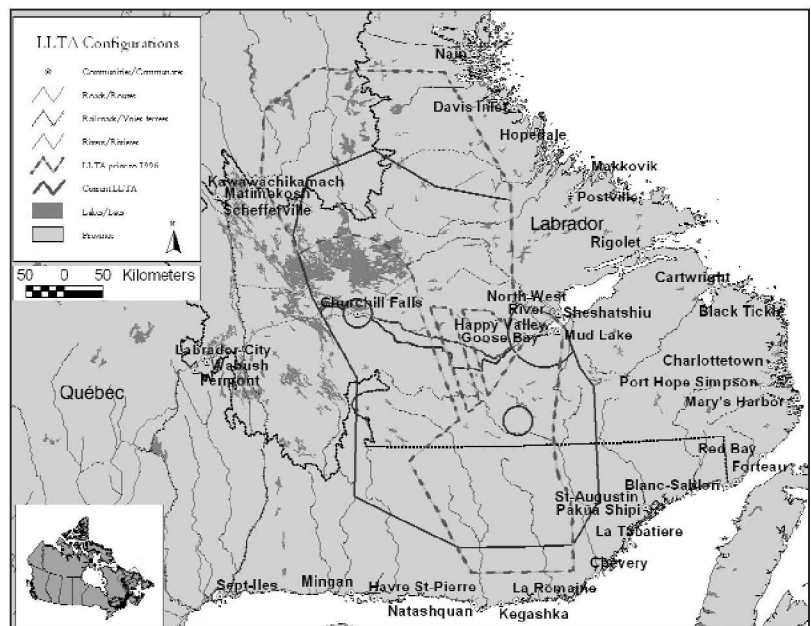 LLTA Configurations
Communities/Communates
Roads/Routes
Railroads/Voies ferrees
Rivers/Rivieres
LLTA prior to 1996
Current LLTA
Lakes/Lacs
Province
N
50 0 50 Kilometers
Nain
Davis Inlet
Hopedale
Makkovik
Postville
Kawawachikamach
Matimekosh
Schefferville
Labrador
Rigolet
Cartwright
North West
River
Sheshatshiu
Black Tickle
Churchill Falls
Happy Valley
Goose Bay
Mud Lake
Labrador City
Wabush
Fermont
Charlottetown
Port Hope Simpson
Mary's Harbor
Québéc
Red Bay
Forteau
Blanc-Sablon
St-Augustin
Pakua Shipi
La Tabatiere
Chevery
Sept-Iles
Mingan
Havre St-Pierre
La Romaine
Natashquan
Kegashka